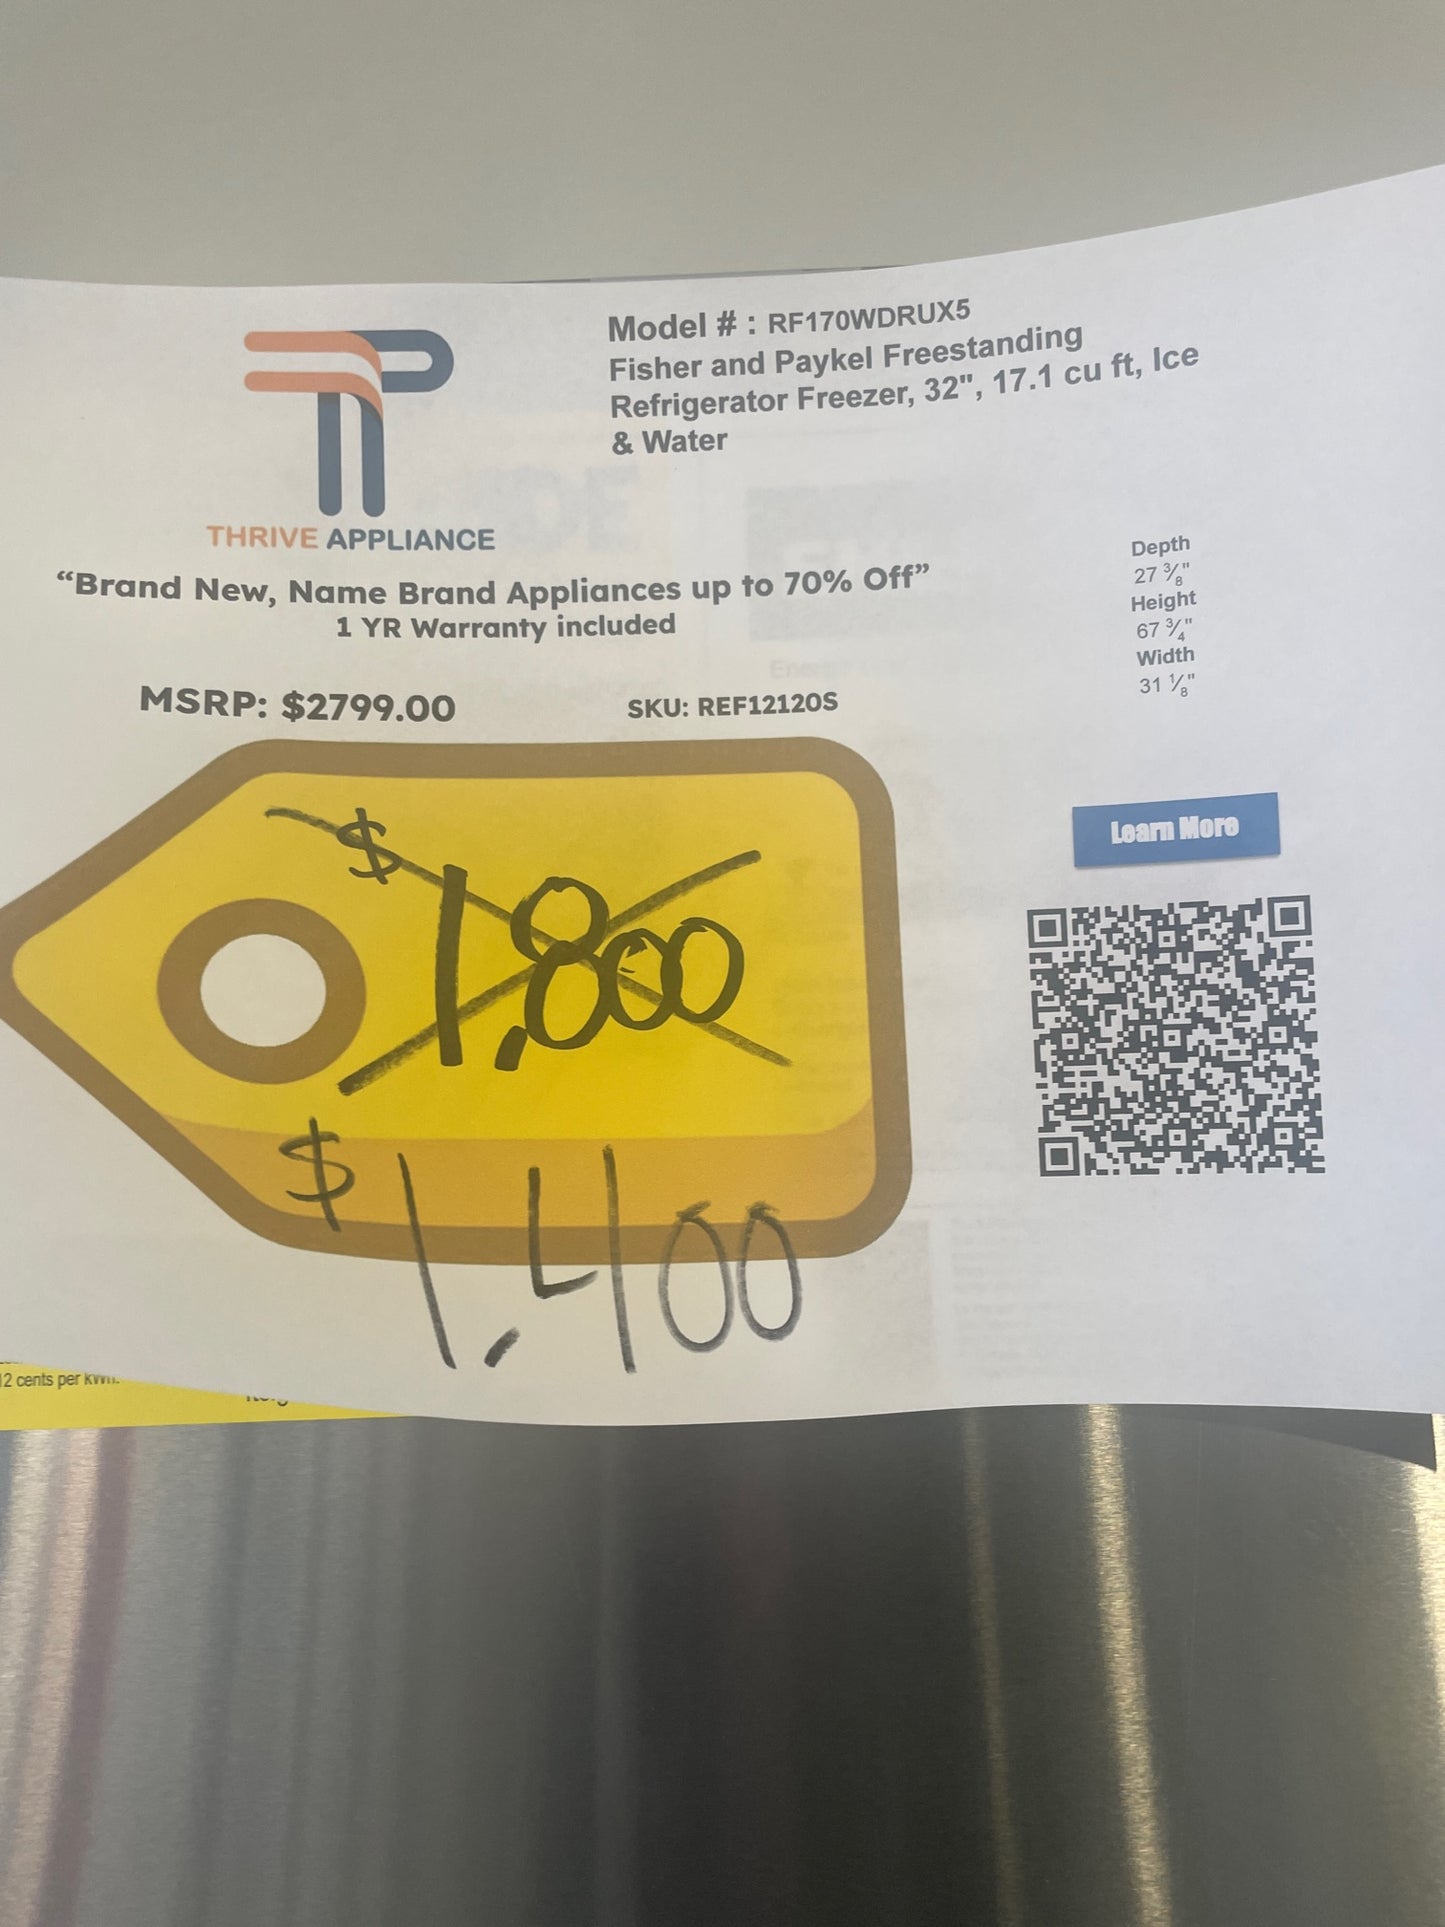 Model # : RF170WDRUX5
Fisher and Paykel Freestanding
Refrigerator Freezer, 32", 17.1 cu ft, Ice
& Water
THRIVE APPLIANCE
“Brand New, Name Brand Appliances up to 70% Off”
1 YR Warranty included
Depth
27 3/8"
Height
67 3/4"
Width
31 1/8"
MSRP: $2799.00
SKU: REF12120S
$1,800
Learn More
$1,400
cents per